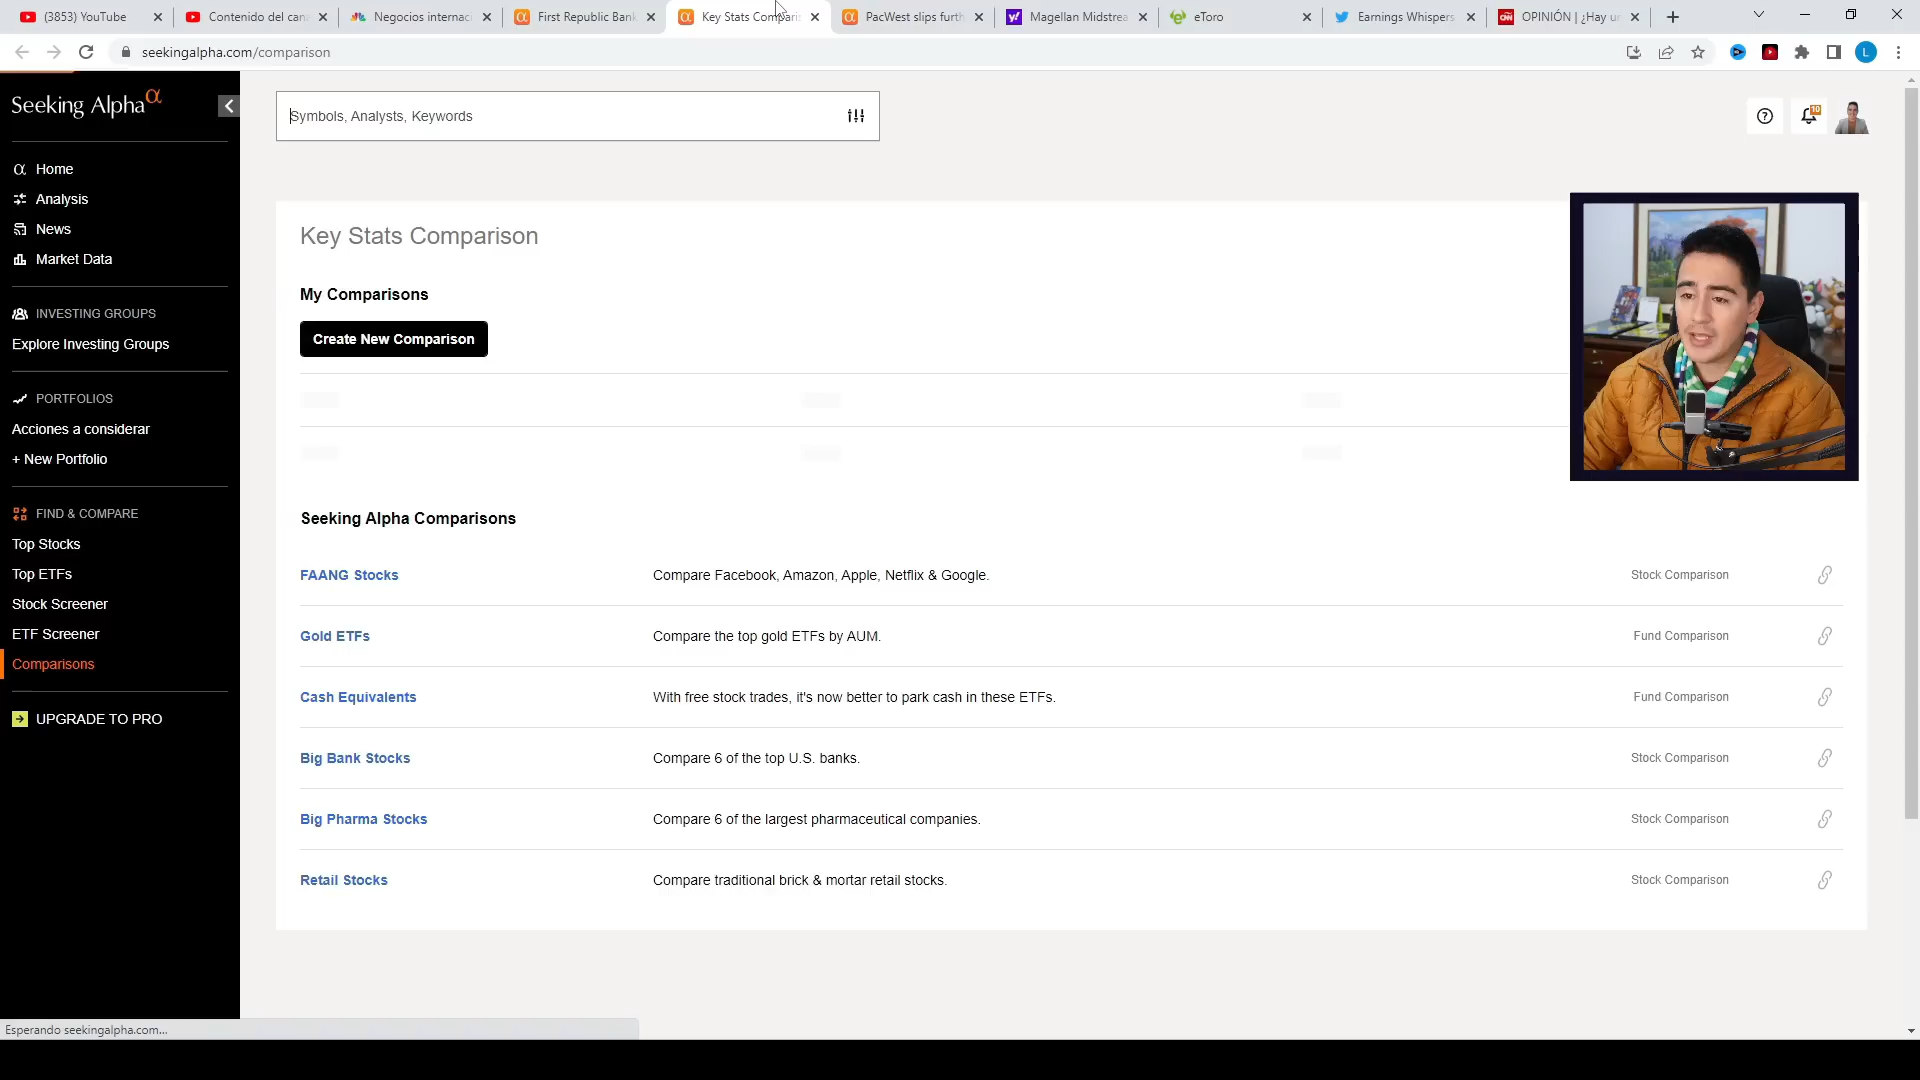 (3853) YouTube
Contenido del can
Negocios internaci
First Republic Bank
Key Stats Comparis
PacWest slips furth
Magellan Midstrea
eToro
Earnings Whispers
OPINIÓN | ¿Hay u
seekingalpha.com/comparison
L
Seeking Alpha α
Symbols, Analysts, Keywords
10
Home
Analysis
News
Market Data
INVESTING GROUPS
Explore Investing Groups
PORTFOLIOS
Acciones a considerar
+ New Portfolio
FIND & COMPARE
Top Stocks
Top ETFs
Stock Screener
ETF Screener
Comparisons
UPGRADE TO PRO
Key Stats Comparison
My Comparisons
Create New Comparison
Seeking Alpha Comparisons
FAANG Stocks Compare Facebook, Amazon, Apple, Netflix & Google. Stock Comparison
Gold ETFs Compare the top gold ETFs by AUM. Fund Comparison
Cash Equivalents With free stock trades, it's now better to park cash in these ETFs. Fund Comparison
Big Bank Stocks Compare 6 of the top U.S. banks. Stock Comparison
Big Pharma Stocks Compare 6 of the largest pharmaceutical companies. Stock Comparison
Retail Stocks Compare traditional brick & mortar retail stocks. Stock Comparison
Esperando seekingalpha.com...